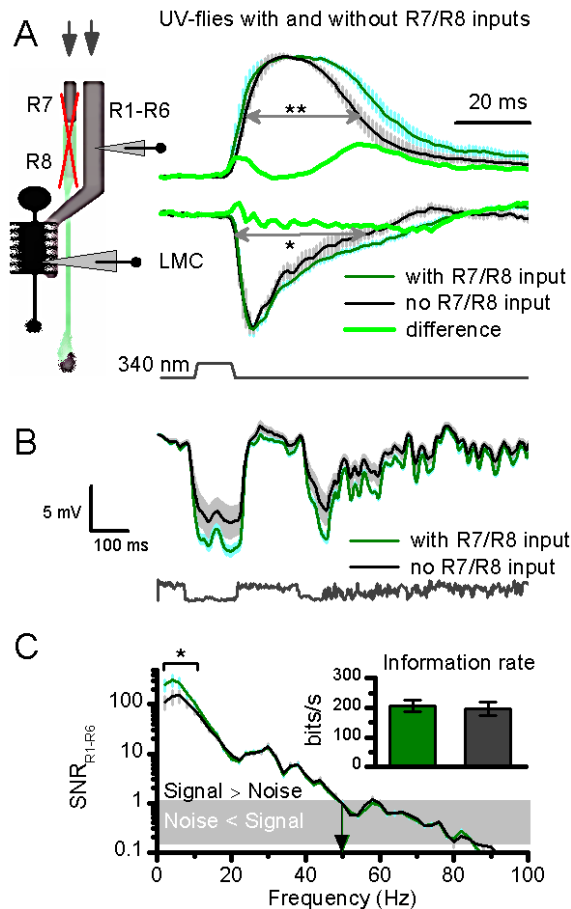 A
UV-flies with and without R7/R8 inputs
R7
R1-R6
R8
20 ms
**
*
LMC
with R7/R8 input
no R7/R8 input
difference
340 nm
B
5 mV
100 ms
with R7/R8 input
no R7/R8 input
C
*
Information rate
300
200
100
0
bits/s
100
10
1
0.1
SNR R1-R6
Signal > Noise
Noise < Signal
0 20 40 60 80 100
Frequency (Hz)